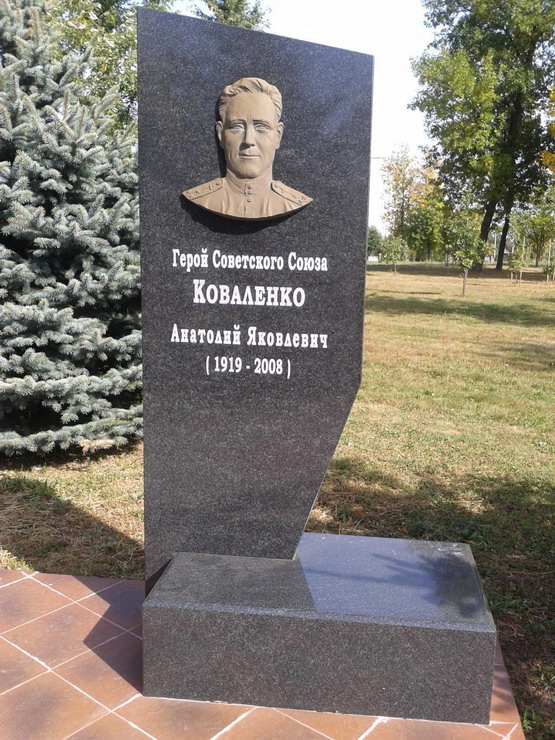 Герой Советского Союза
Коваленко
Анатолий Яковлевич
( 1919 - 2008 )